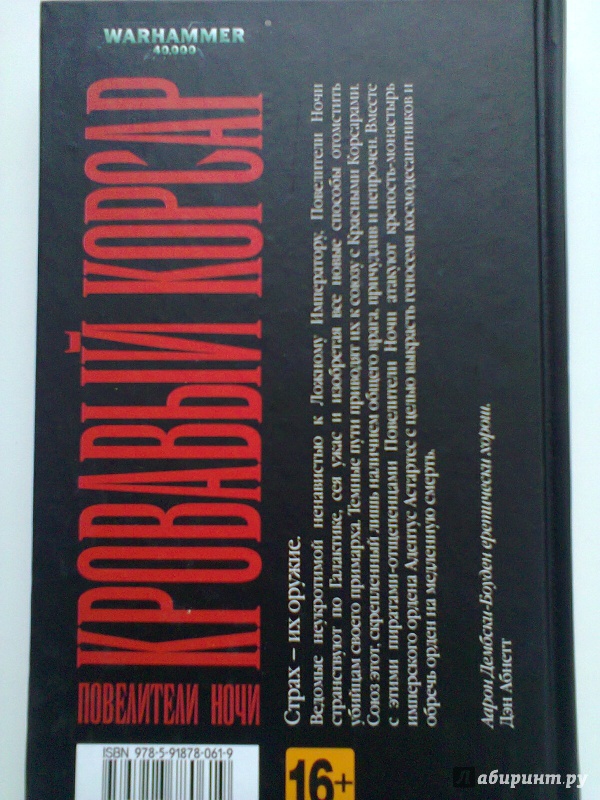 WARHAMMER
40,000
КРОВАВЫЙ КОРСАР
ПОВЕЛИТЕЛИ НОЧИ
Страх – их оружие.
Ведомые неукротимой ненавистью к Ложному Императору, Повелители Ночи
странствуют по Галактике, сея ужас и изобретая все новые способы отомстить
убийцам своего примарха. Темные пути приводят их к союзу с Красными Корсарами.
Союз этот, скрепленный лишь наличием общего врага, причудлив и непрочен. Вместе
с этими пиратами-отщепенцами Повелители Ночи атакуют крепость-монастырь
имперского ордена Адептус Астартес с целью выкрасть геносемя космодесантников и
обречь орден на медленную смерть.
Аарон Дембски-Боуден еретически хорош.
Дэн Абнетт
ISBN 978-5-91878-061-9
16+
лабиринт.ру